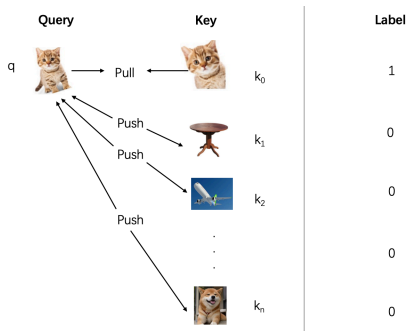 Query Key Label
q Pull k₀ 1
Push k₁ 0
Push k₂ 0
Push
. 
. 0
.
kₙ 0